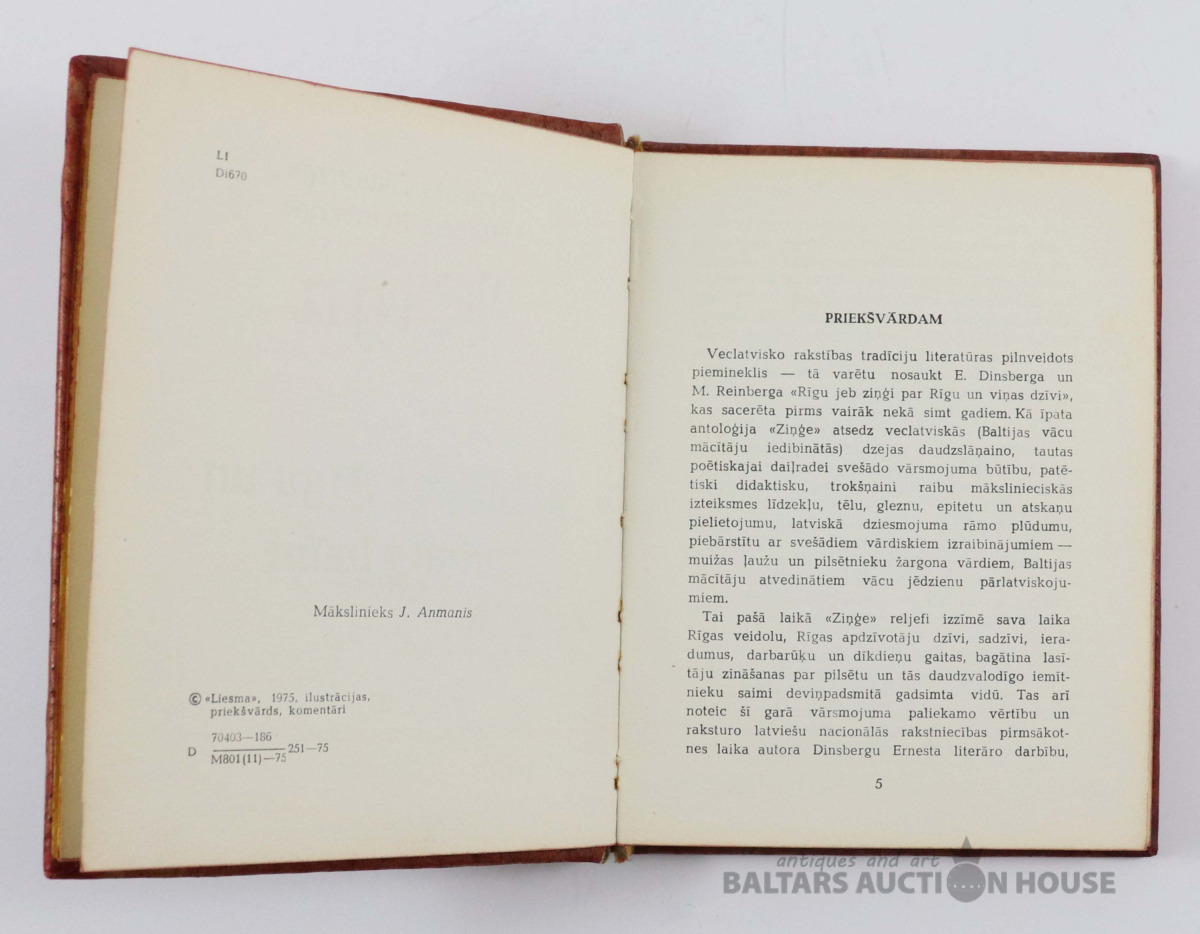 L1
Di670
Mākslinieks J. Anmanis
© «Liesma», 1975, ilustrācijas,
priekšvārds, komentāri
D 70403—186
M801(11)—75 251—75
PRIEKŠVĀRDAM
Veclatvisko rakstības tradīciju literatūras pilnveidots
piemineklis — tā varētu nosaukt E. Dinsberga un
M. Reinberga «Rīgu jeb ziņģi par Rīgu un viņas dzīvi»,
kas sacerēta pirms vairāk nekā simt gadiem. Kā īpata
antoloģija «Ziņģe» atsedz veclatviskās (Baltijas vācu
mācītāju iedibinātās) dzejas daudzslāņaino, tautas
poētiskajai daiļradei svešādo vārsmojuma būtību, patē-
tiski didaktisku, trokšņaini raibu mākslinieciskās
izteiksmes līdzekļu, tēlu, gleznu, epitetu un atskaņu
pielietojumu, latviskā dziesmojuma rāmo plūdumu,
piebārstītu ar svešādiem vārdiskiem izraibinājumiem —
muižas ļaužu un pilsētnieku žargona vārdiem, Baltijas
mācītāju atvedinātiem vācu jēdzienu pārlatviskoju-
miem.
Tai pašā laikā «Ziņģe» reljefi izzīmē sava laika
Rīgas veidolu, Rīgas apdzīvotāju dzīvi, sadzīvi, iera-
dumus, darbarūķu un dīkdieņu gaitas, bagātina lasī-
tāju zināšanas par pilsētu un tās daudzvalodīgo iemīt-
nieku saimi deviņpadsmitā gadsimta vidū. Tas arī
noteic šī garā vārsmojuma paliekamo vērtību un
raksturo latviešu nacionālās rakstniecības pirmsākot-
nes laika autora Dinsbergu Ernesta literāro darbību,
5
antiques and art
BALTARS AUCTION HOUSE